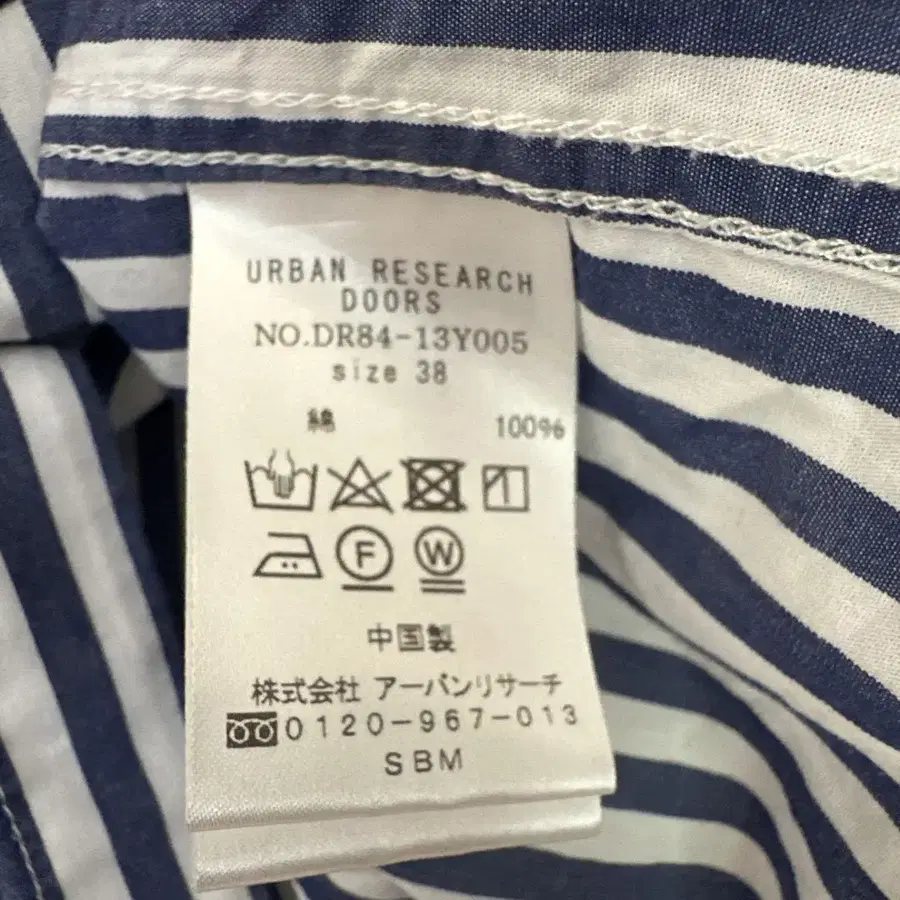 URBAN RESEARCH
DOORS
NO.DR84-13Y005
size 38
綿 100%
F W
中国製
株式会社 アーバンリサーチ
0120-967-013
SBM